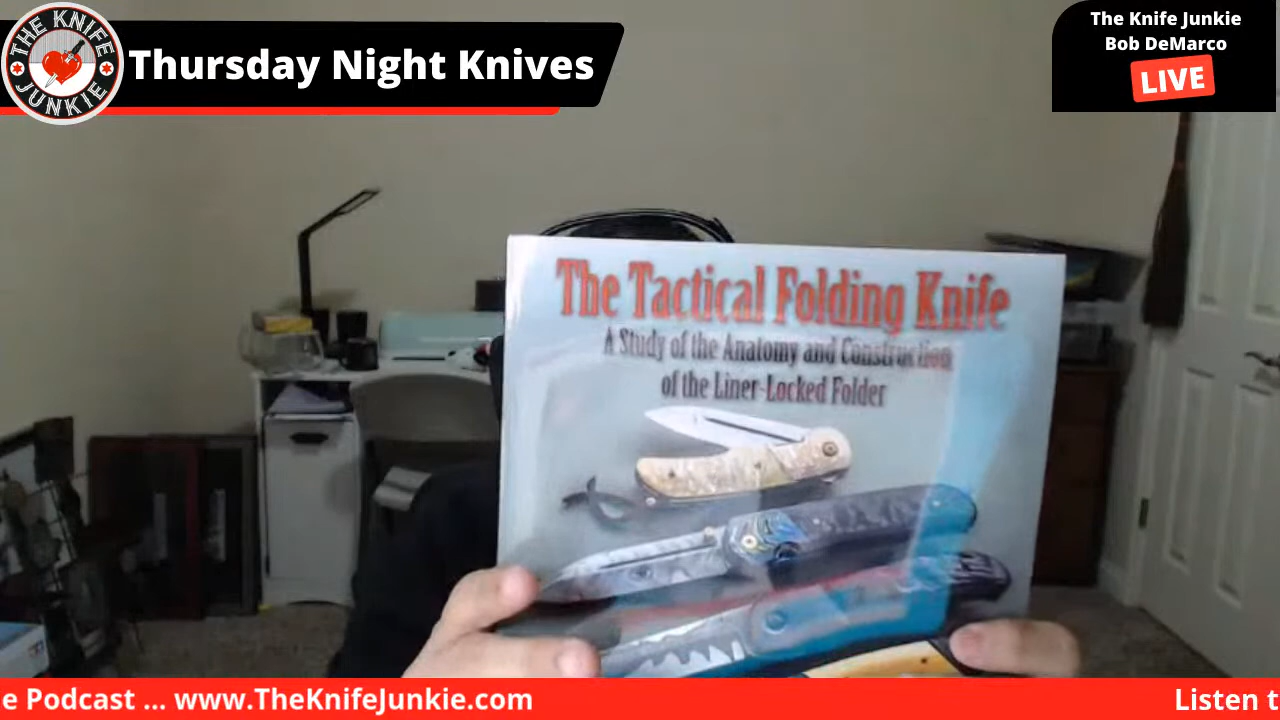 THE KNIFE
JUNKIE
Thursday Night Knives
The Knife Junkie
Bob DeMarco
LIVE
The Tactical Folding Knife
A Study of the Anatomy and Construction
of the Liner-Locked Folder
e Podcast ... www.TheKnifeJunkie.com
Listen t